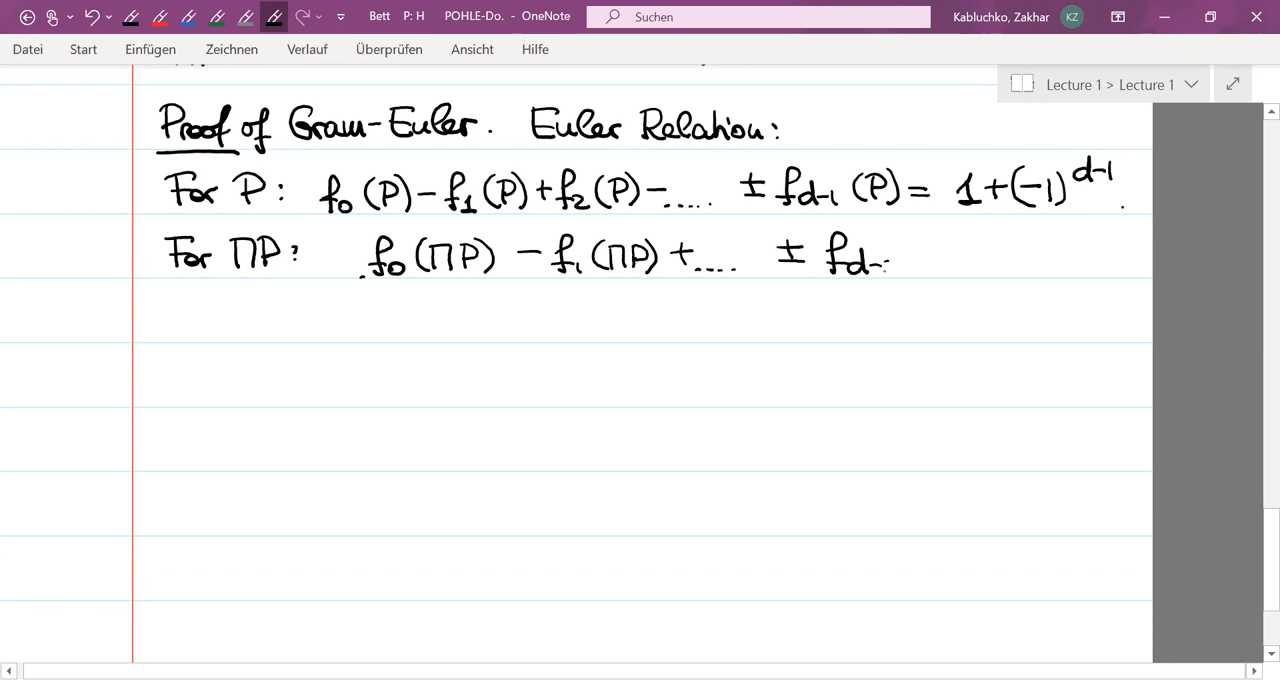 Bett P: H POHLE-Do. - OneNote Suchen Kabluchko, Zakhar KZ
Datei Start Einfügen Zeichnen Verlauf Überprüfen Ansicht Hilfe
Lecture 1 > Lecture 1
Proof of Gram-Euler. Euler Relation:
For P: f₀(P) - f₁(P) + f₂(P) - .... ± f_{d-1}(P) = 1 + (-1)^{d-1}.
For ΠP: f₀(ΠP) - f₁(ΠP) + .... ± f_{d-